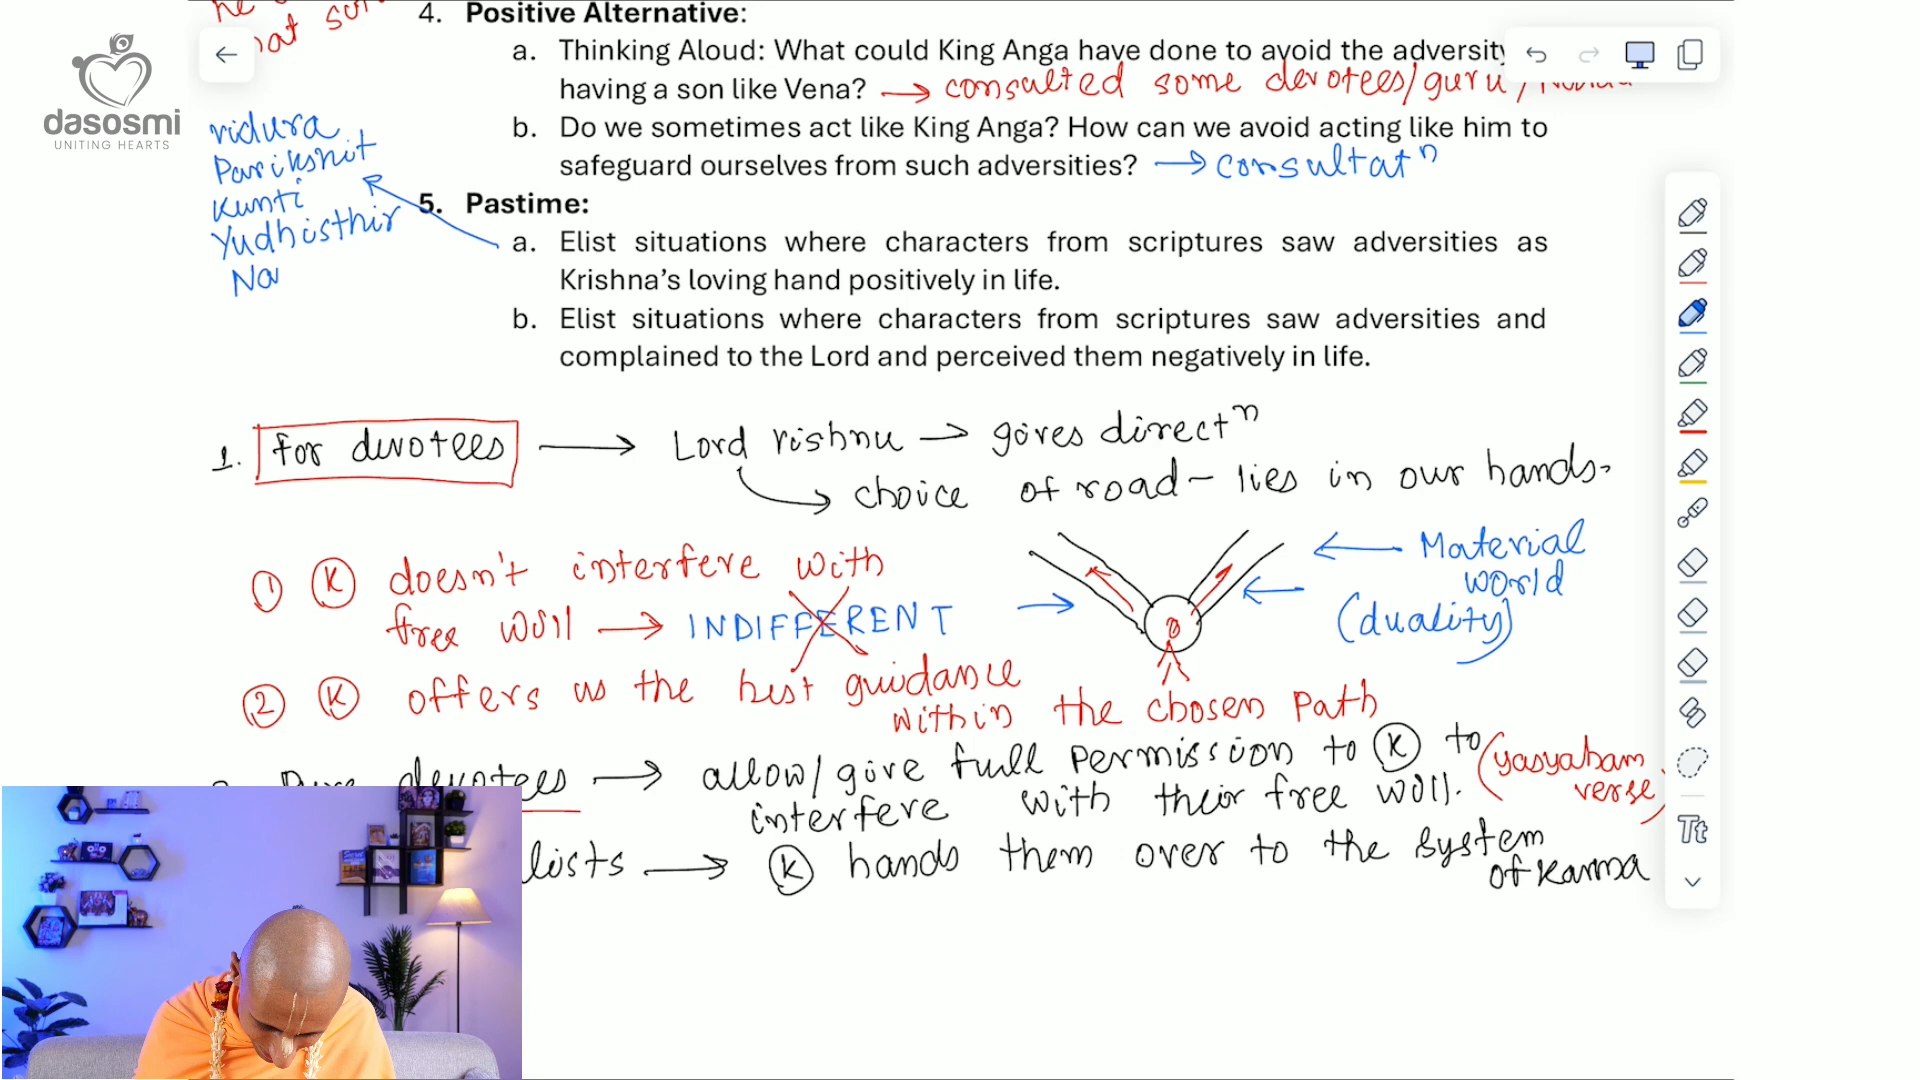 4. Positive Alternative:
a. Thinking Aloud: What could King Anga have done to avoid the adversity
having a son like Vena? → consulted some devotees/guru/
b. Do we sometimes act like King Anga? How can we avoid acting like him to
safeguard ourselves from such adversities? → consultatⁿ
5. Pastime:
a. Elist situations where characters from scriptures saw adversities as
Krishna’s loving hand positively in life.
b. Elist situations where characters from scriptures saw adversities and
complained to the Lord and perceived them negatively in life.
dasosmi
UNITING HEARTS
vidura
Parikshit
Kunti
Yudhisthir
Na
1. for devotees → Lord vishnu → gives directⁿ
→ choice of road - lies in our hands.
① Ⓚ doesn't interfere with
free will → INDIFFERENT
← Material
world
(duality)
② Ⓚ offers us the best guidance
within the chosen Path
Pure devotees → allow/give full permission to Ⓚ to
interfere with their free will. (yasyaham
verse)
lists → Ⓚ hands them over to the system
of Karma
Tt